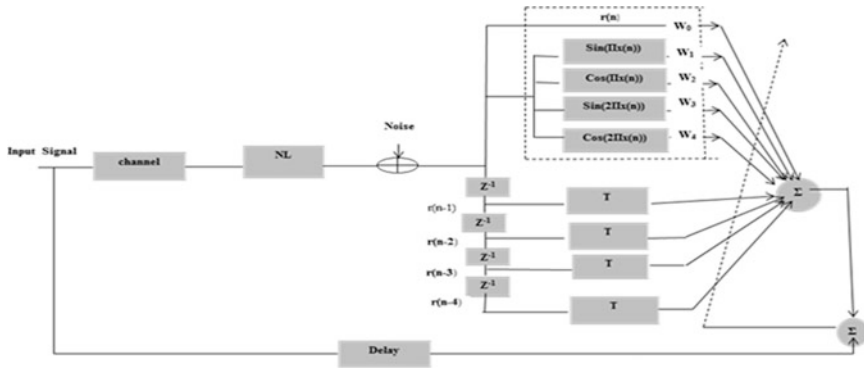 r(n)
W0
Sin(Πx(n))
W1
Cos(Πx(n))
W2
Sin(2Πx(n))
W3
Cos(2Πx(n))
W4
Noise
Input Signal
channel
NL
Z-1
r(n-1)
T
Σ
Z-1
r(n-2)
T
Z-1
r(n-3)
T
Z-1
r(n-4)
T
Σ
Delay